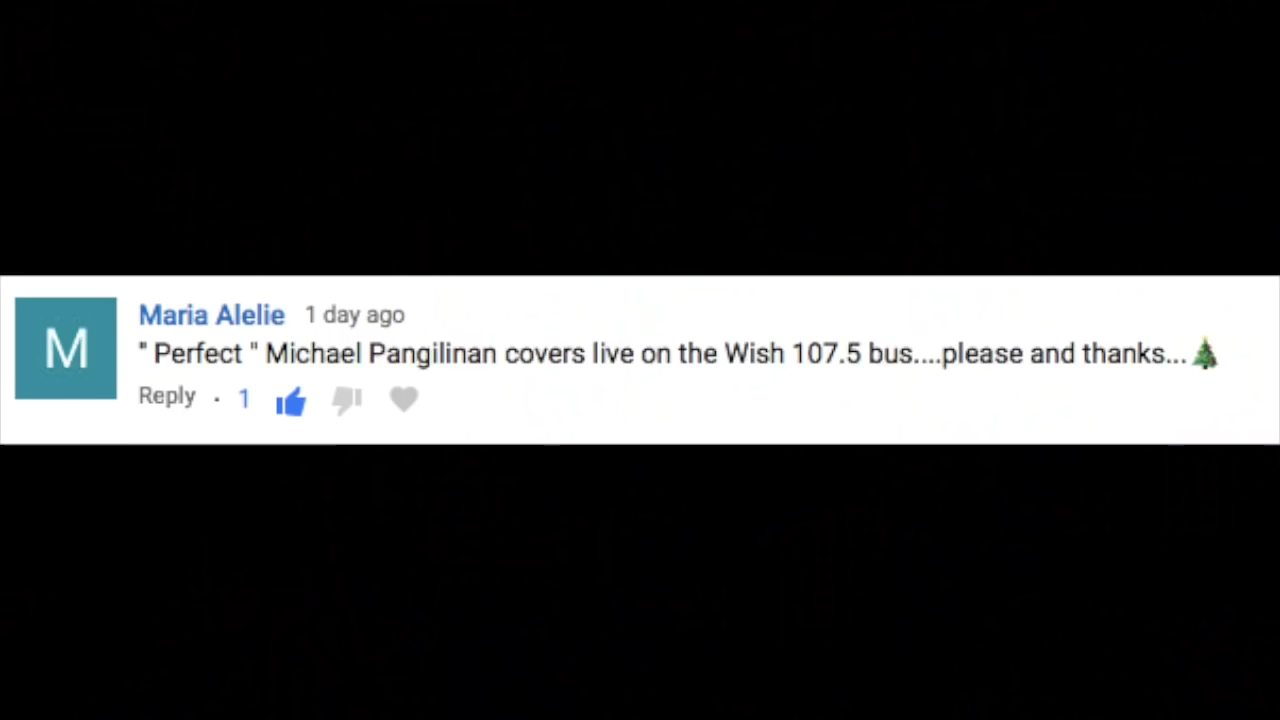 M
Maria Alelie 1 day ago
" Perfect " Michael Pangilinan covers live on the Wish 107.5 bus....please and thanks...🎄
Reply · 1